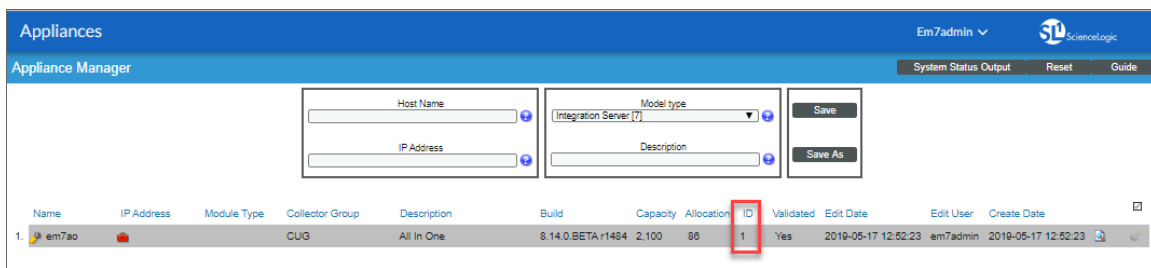 Appliances Em7admin SL1 ScienceLogic
Appliance Manager System Status Output Reset Guide
Host Name Model type
Integration Server [7] Save
IP Address Description
Save As
Name IP Address Module Type Collector Group Description Build Capacity Allocation ID Validated Edit Date Edit User Create Date
1. em7ao CUG All In One 8.14.0.BETA r1484 2,100 86 1 Yes 2019-05-17 12:52:23 em7admin 2019-05-17 12:52:23